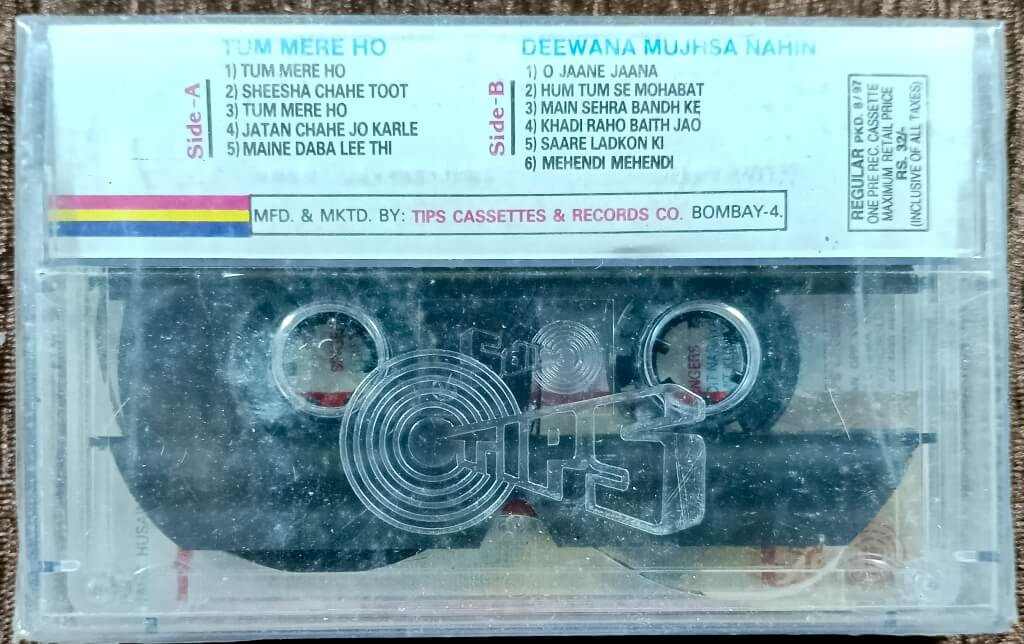 TUM MERE HO
Side-A
1) TUM MERE HO
2) SHEESHA CHAHE TOOT
3) TUM MERE HO
4) JATAN CHAHE JO KARLE
5) MAINE DABA LEE THI
DEEWANA MUJHSA NAHIN
Side-B
1) O JAANE JAANA
2) HUM TUM SE MOHABAT
3) MAIN SEHRA BANDH KE
4) KHADI RAHO BAITH JAO
5) SAARE LADKON KI
6) MEHENDI MEHENDI
REGULAR PKD. 8/97
ONE PRE REC. CASSETTE
MAXIMUM RETAIL PRICE
RS. 32/-
(INCLUSIVE OF ALL TAXES)
MFD. & MKTD. BY: TIPS CASSETTES & RECORDS CO. BOMBAY-4.
TIPS